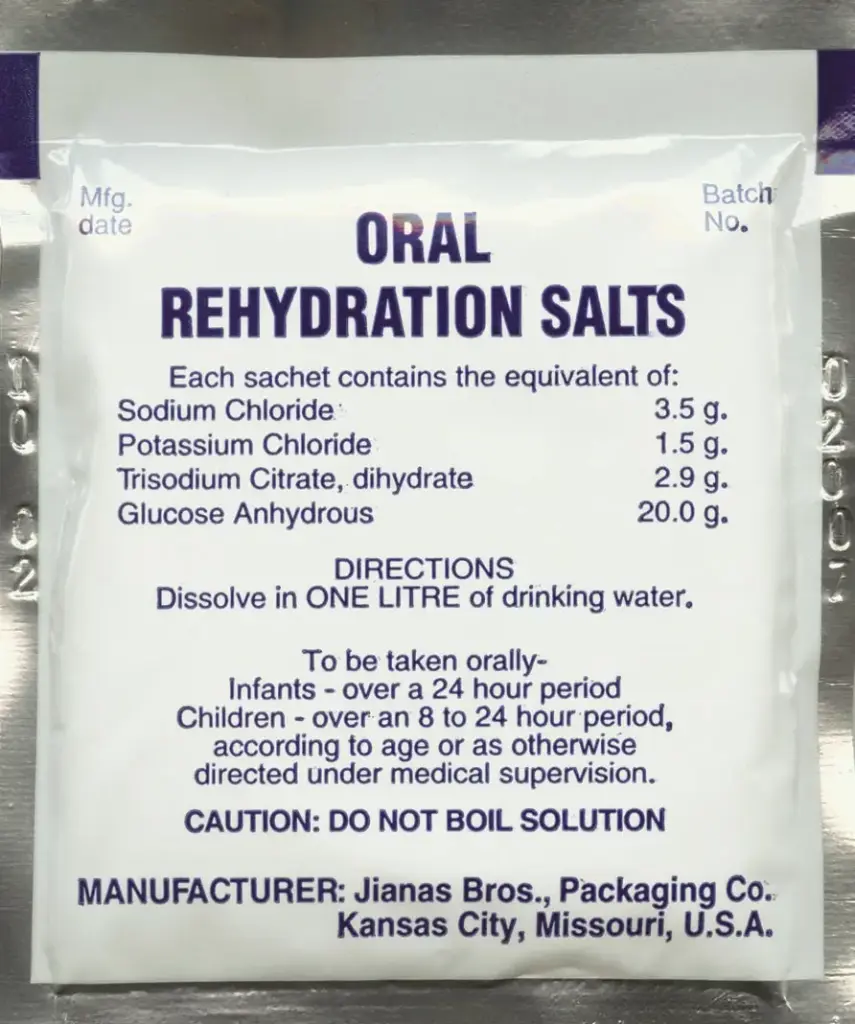 Mfg.
date
Batch
No.
ORAL
REHYDRATION SALTS
Each sachet contains the equivalent of:
Sodium Chloride 3.5 g.
Potassium Chloride 1.5 g.
Trisodium Citrate, dihydrate 2.9 g.
Glucose Anhydrous 20.0 g.
DIRECTIONS
Dissolve in ONE LITRE of drinking water.
To be taken orally-
Infants - over a 24 hour period
Children - over an 8 to 24 hour period,
according to age or as otherwise
directed under medical supervision.
CAUTION: DO NOT BOIL SOLUTION
MANUFACTURER: Jianas Bros., Packaging Co.
Kansas City, Missouri, U.S.A.